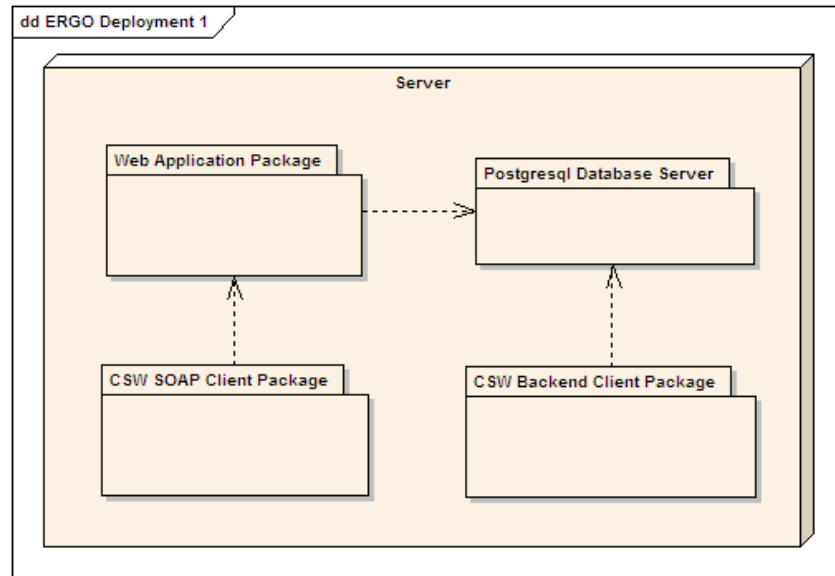 dd ERGO Deployment 1
Server
Web Application Package
Postgresql Database Server
CSW SOAP Client Package
CSW Backend Client Package